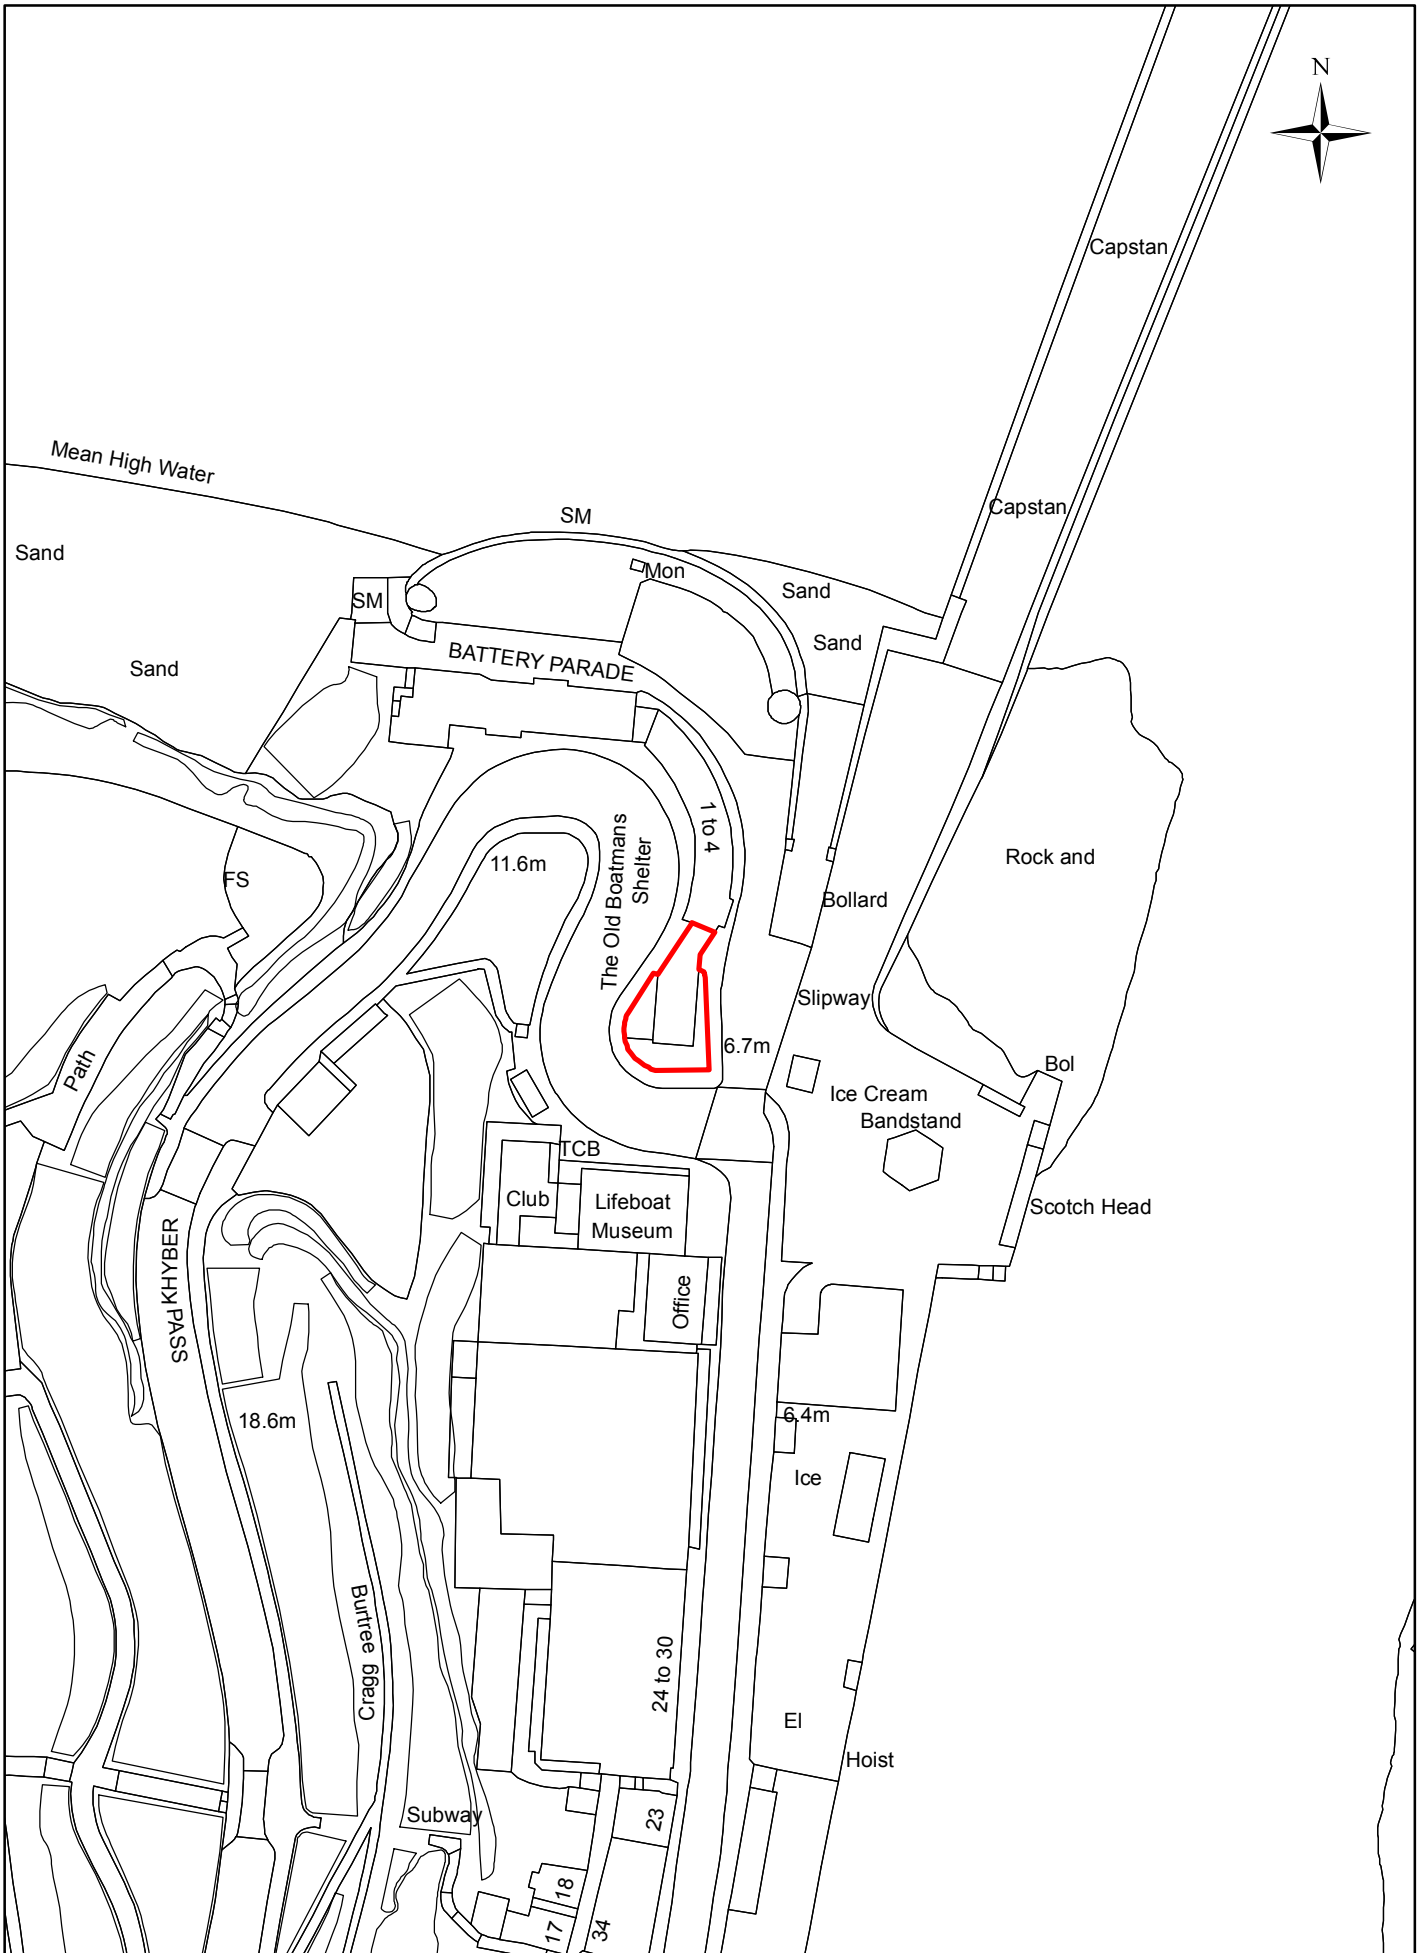 N
Capstan
Mean High Water
Capstan
SM
Sand
Mon
Sand
SM
Sand
BATTERY PARADE
Sand
1 to 4
The Old Boatmans
Shelter
11.6m
Rock and
FS
Bollard
Slipway
6.7m
Path
Bol
Ice Cream
Bandstand
TCB
Club
Lifeboat
Museum
Scotch Head
KHYBER PASS
Office
18.6m
6.4m
Ice
Burtree
Cragg
24 to 30
El
Hoist
Subway
23
18
17
34